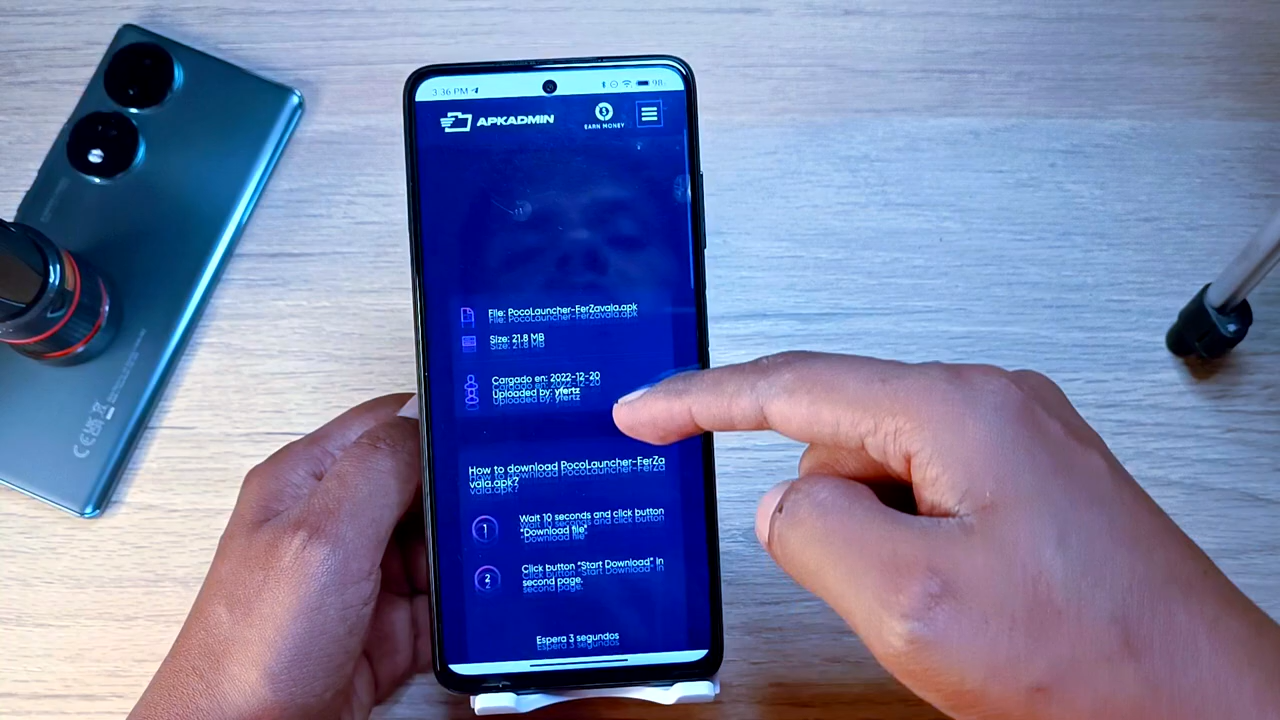 3:36 PM
98
APKADMIN
EARN MONEY
File: PocoLauncher-FerZavala.apk
Size: 21.8 MB
Cargado en: 2022-12-20
Uploaded by: yfertz
How to download PocoLauncher-FerZa
vala.apk?
1
Wait 10 seconds and click button
"Download file"
2
Click button "Start Download" in
second page.
Espera 3 segundos
CE